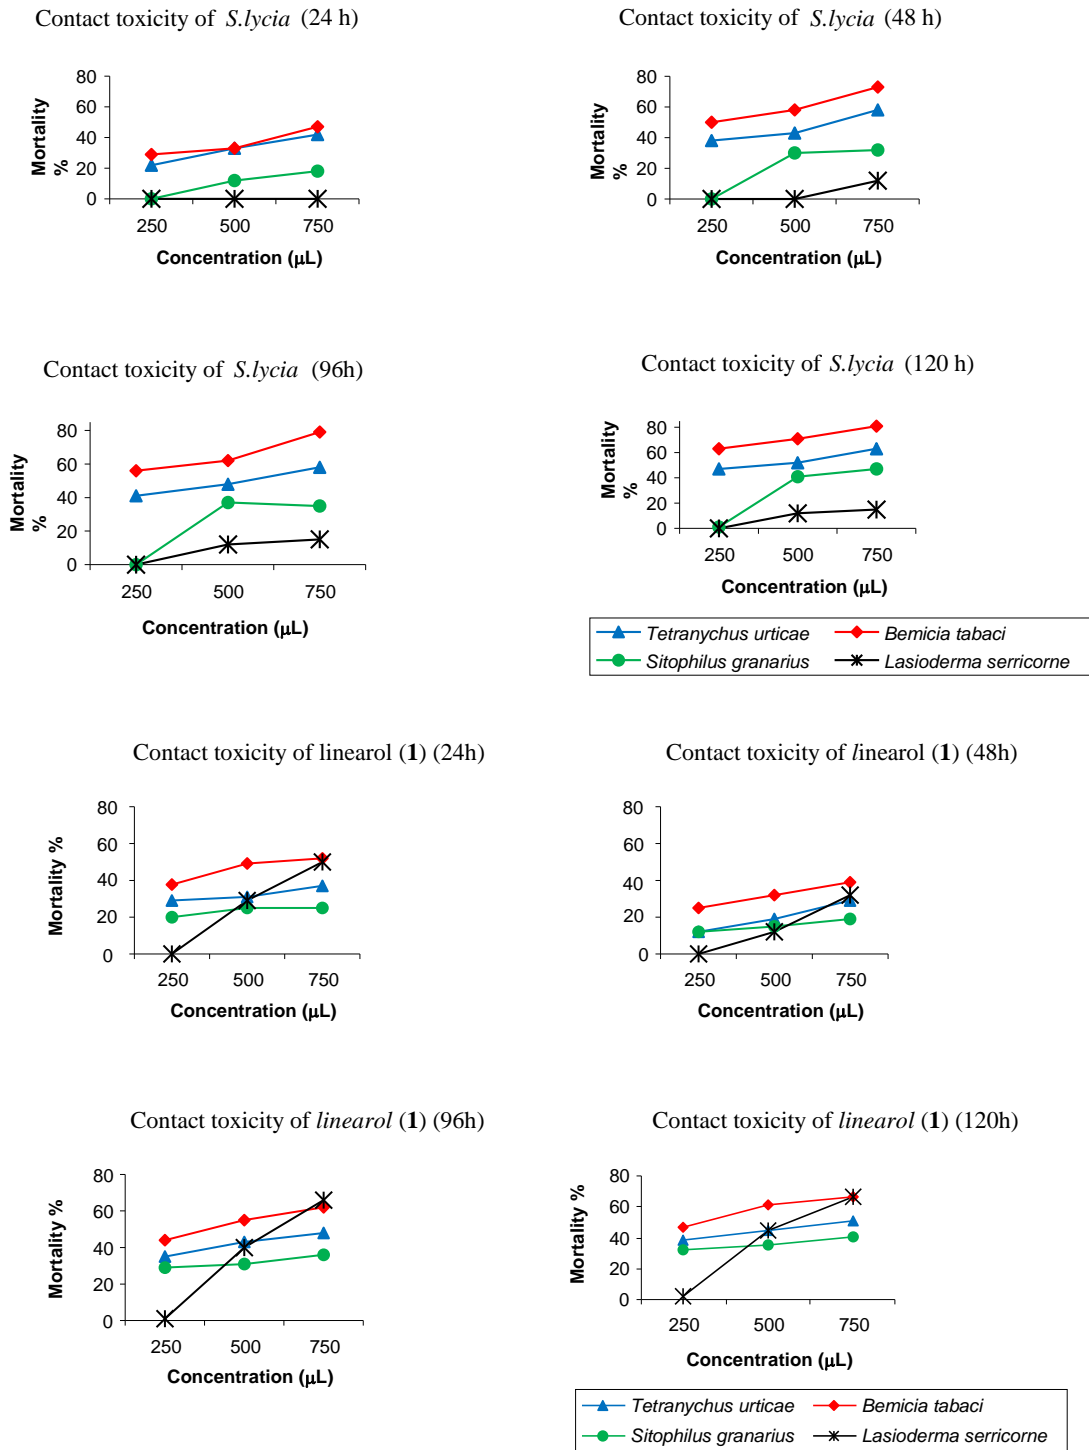 Contact toxicity of S.lycia (24 h)
80
60
40
20
0
Mortality
%
250 500 750
Concentration (µL)
Contact toxicity of S.lycia (48 h)
80
60
40
20
0
Mortality
%
250 500 750
Concentration (µL)
Contact toxicity of S.lycia (96h)
80
60
40
20
0
Mortality
%
250 500 750
Concentration (µL)
Contact toxicity of S.lycia (120 h)
80
60
40
20
0
Mortality
%
250 500 750
Concentration (µL)
Tetranychus urticae Bemicia tabaci
Sitophilus granarius Lasioderma serricorne
Contact toxicity of linearol (1) (24h)
80
60
40
20
0
Mortality %
250 500 750
Concentration (µL)
Contact toxicity of linearol (1) (48h)
80
60
40
20
0
Mortality %
250 500 750
Concentration (µL)
Contact toxicity of linearol (1) (96h)
80
60
40
20
0
Mortality %
250 500 750
Concentration (µL)
Contact toxicity of linearol (1) (120h)
80
60
40
20
0
Mortality %
250 500 750
Concentration (µL)
Tetranychus urticae Bemicia tabaci
Sitophilus granarius Lasioderma serricorne